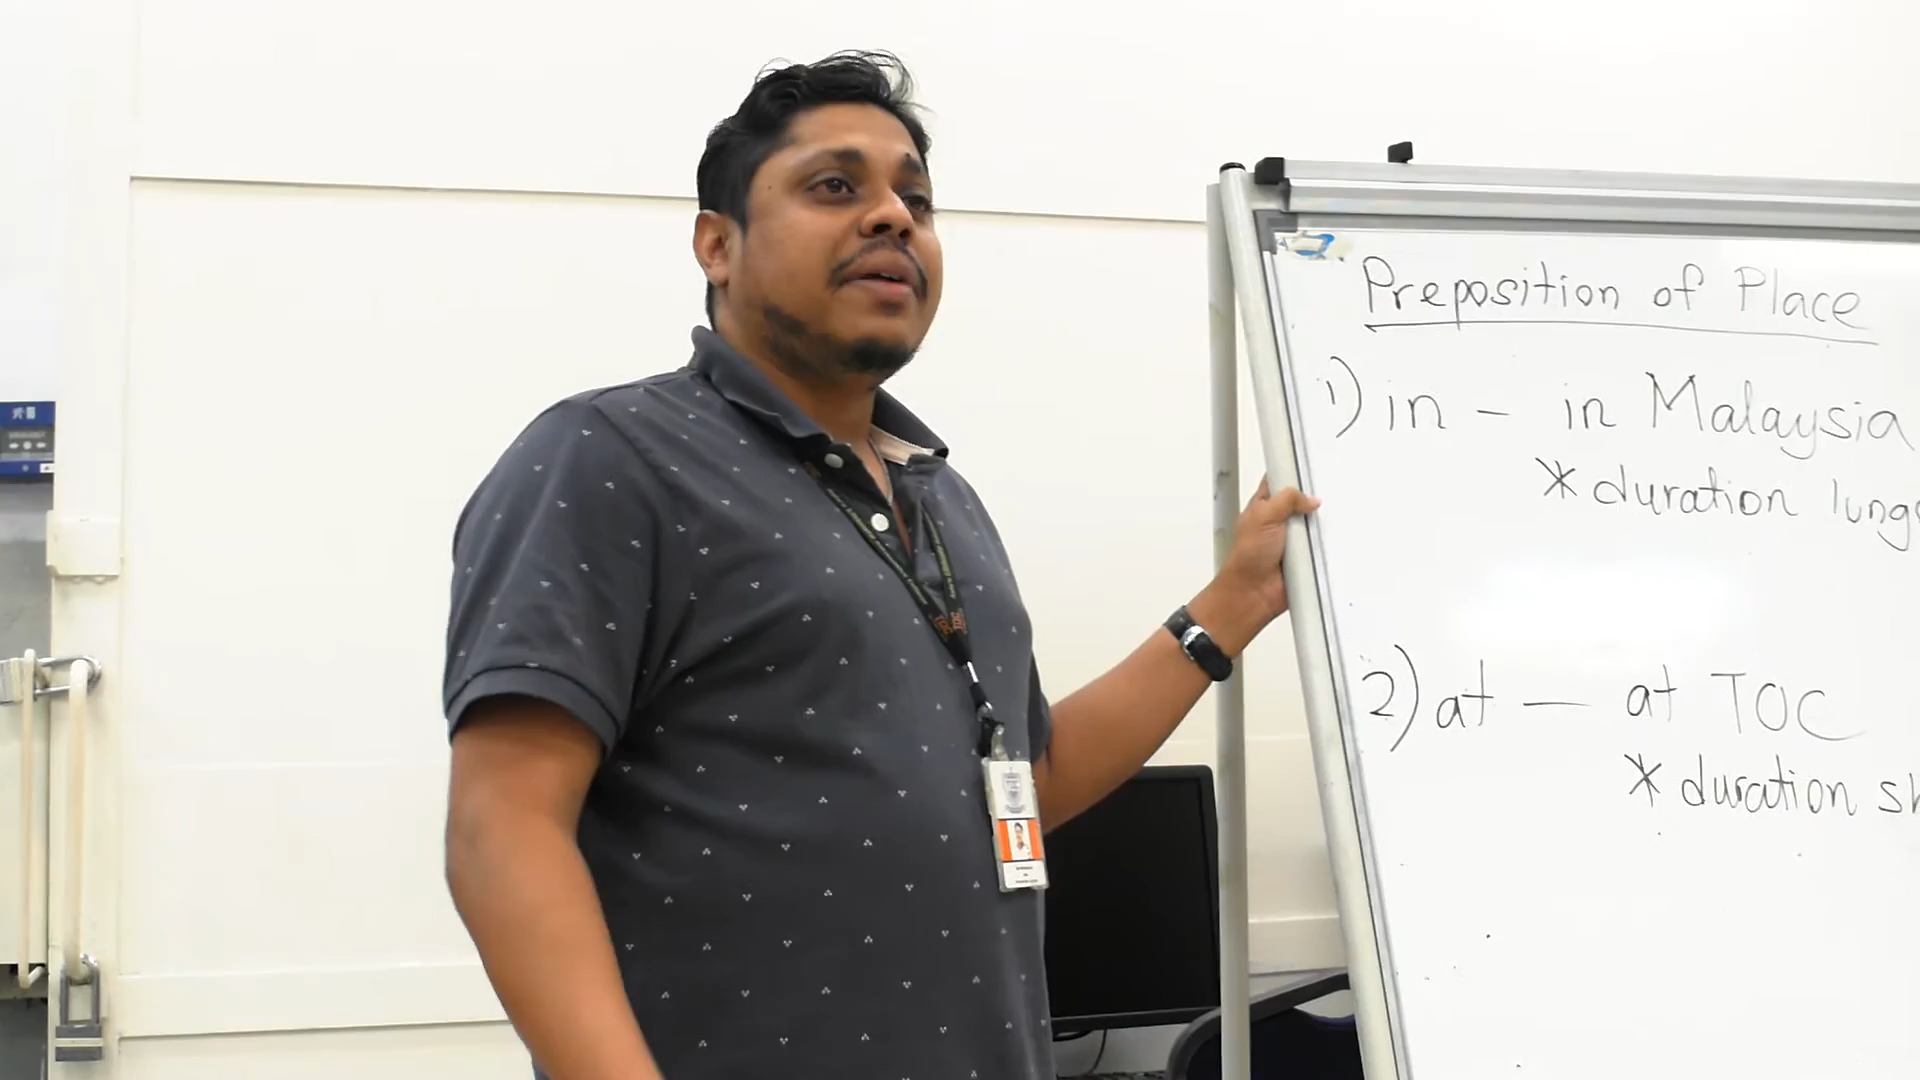 Preposition of Place
1) in - in Malaysia
* duration
2) at - at TOC
* duration